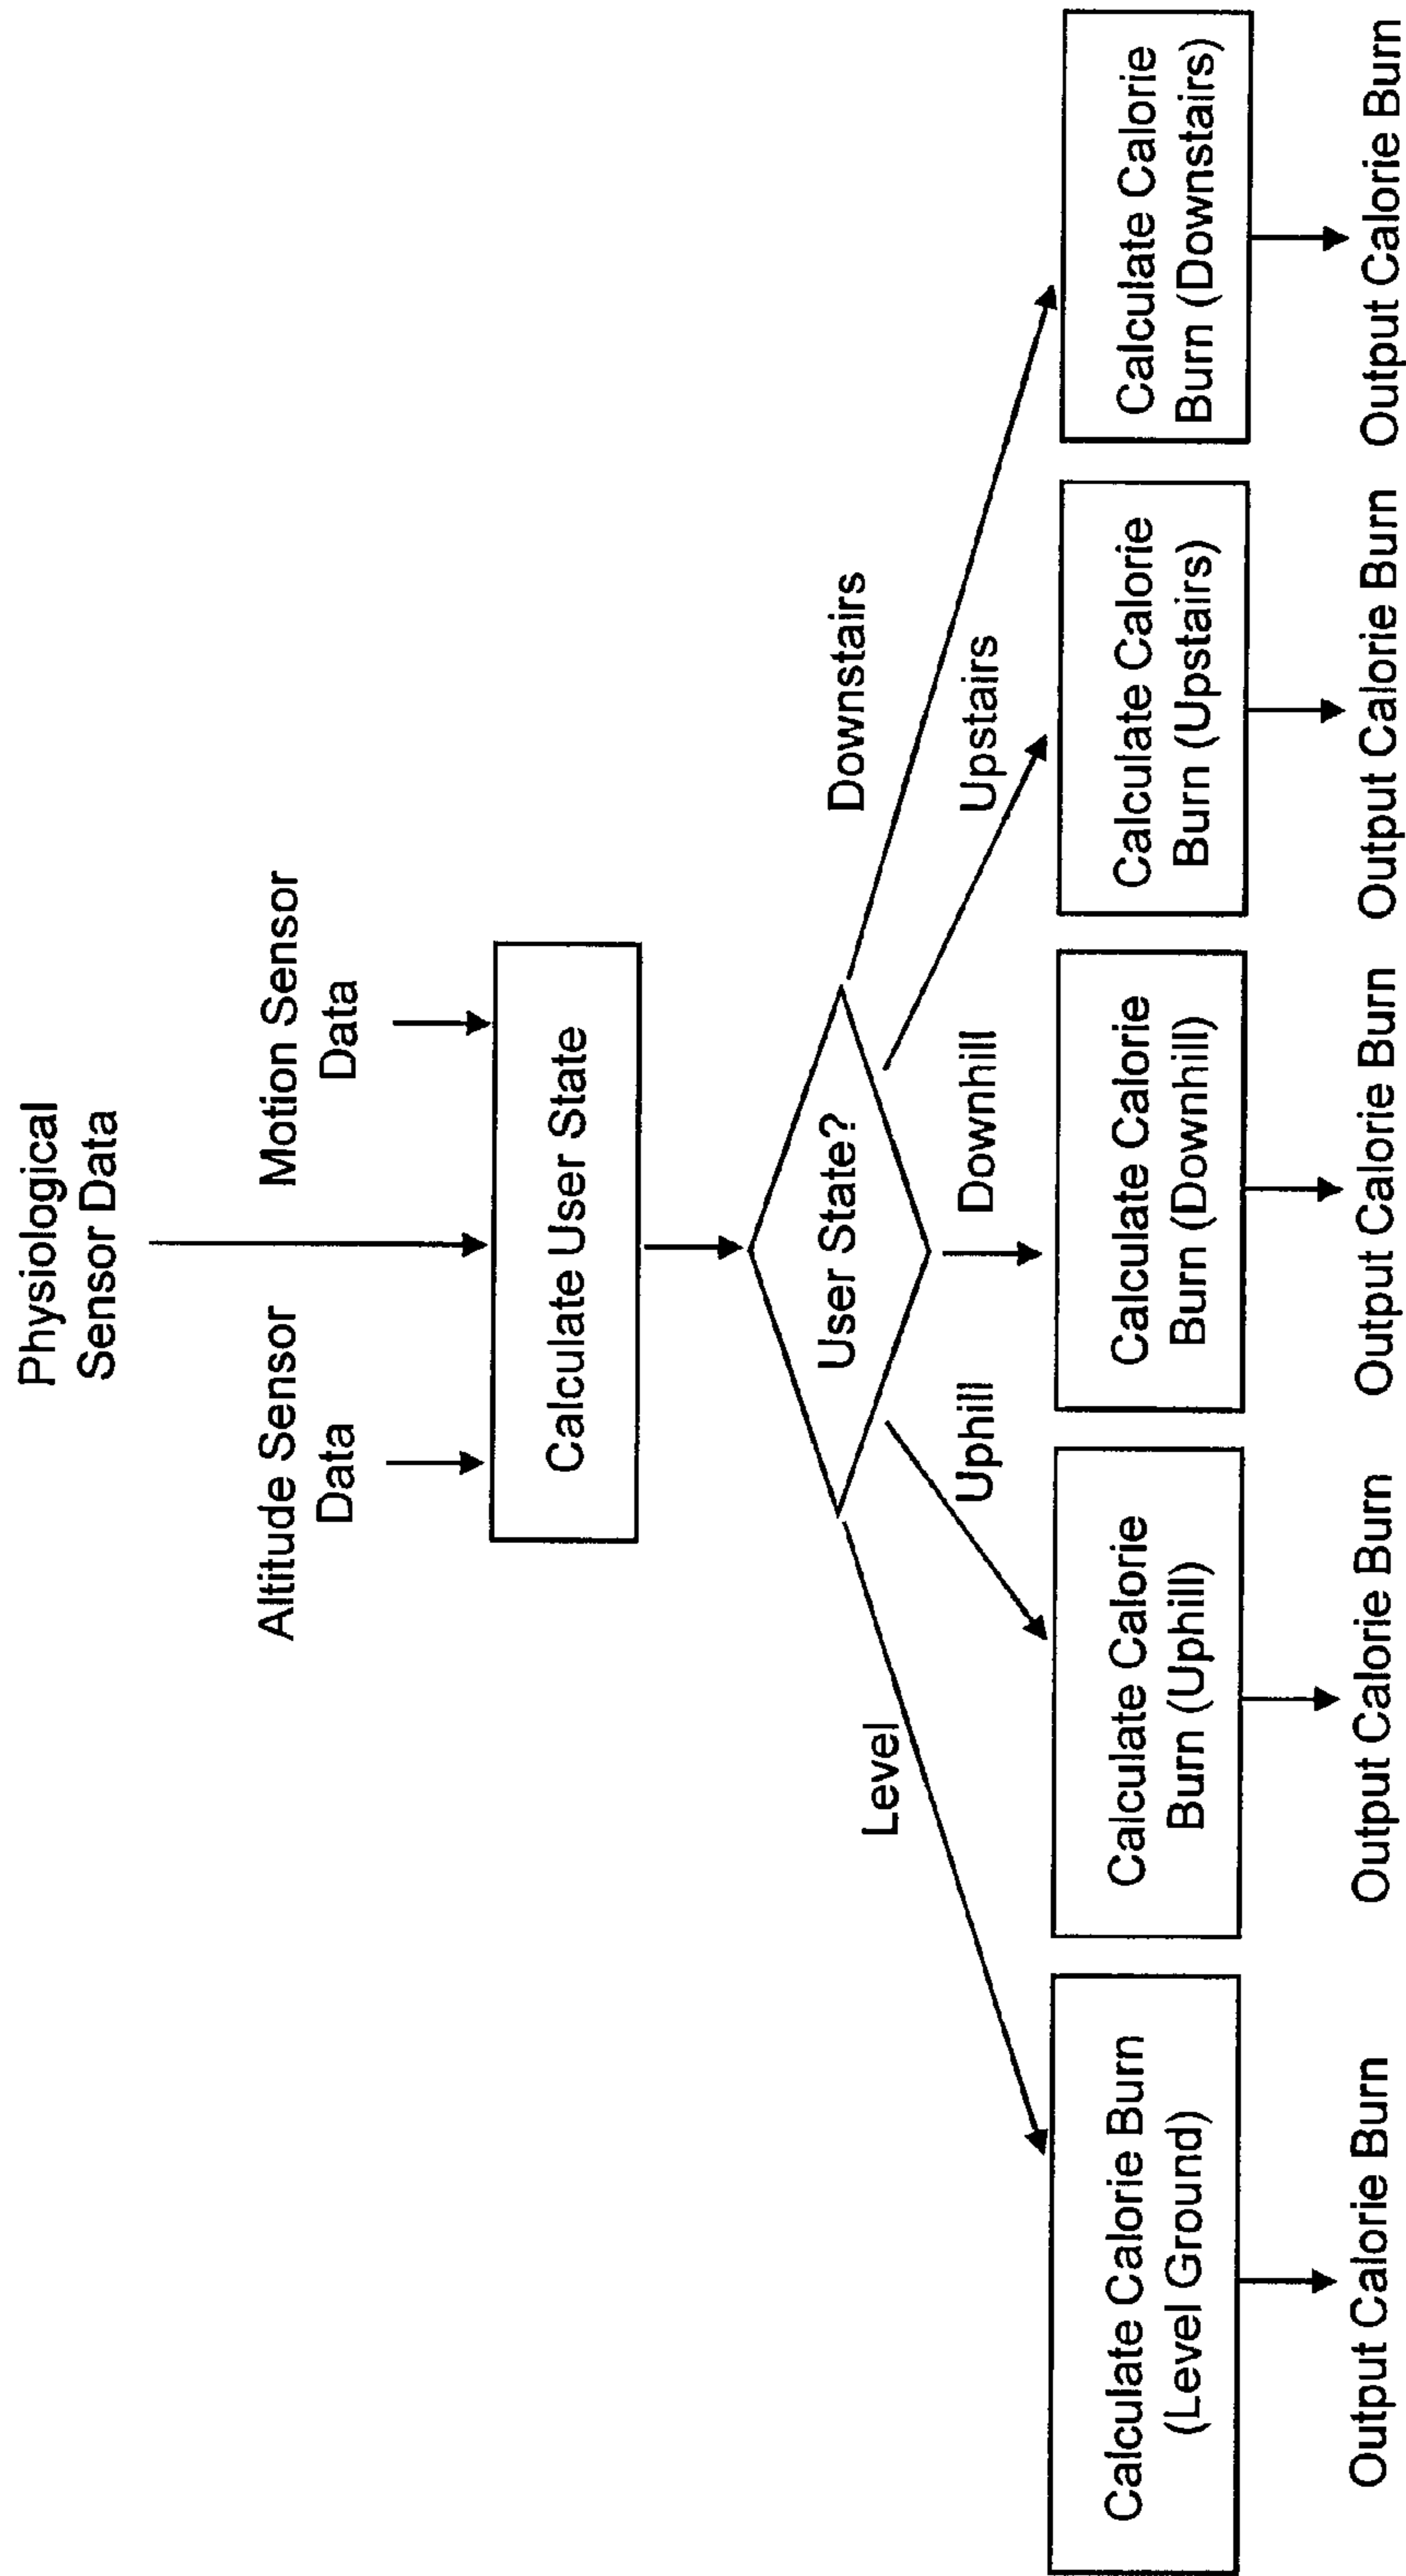 Physiological
Sensor Data
Altitude Sensor
Data
Motion Sensor
Data
Calculate User State
User State?
Level
Uphill
Downhill
Upstairs
Downstairs
Calculate Calorie Burn
(Level Ground)
Calculate Calorie
Burn (Uphill)
Calculate Calorie
Burn (Downhill)
Calculate Calorie
Burn (Upstairs)
Calculate Calorie
Burn (Downstairs)
Output Calorie Burn
Output Calorie Burn
Output Calorie Burn
Output Calorie Burn
Output Calorie Burn